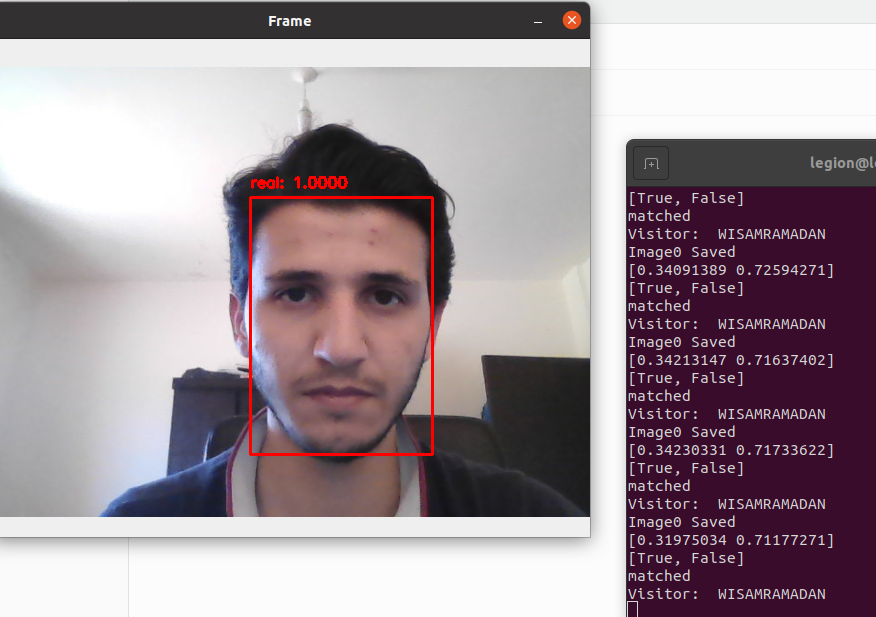 Frame
real: 1.0000
legion@l
[True, False]
matched
Visitor:  WISAMRAMADAN
Image0 Saved
[0.34091389 0.72594271]
[True, False]
matched
Visitor:  WISAMRAMADAN
Image0 Saved
[0.34213147 0.71637402]
[True, False]
matched
Visitor:  WISAMRAMADAN
Image0 Saved
[0.34230331 0.71733622]
[True, False]
matched
Visitor:  WISAMRAMADAN
Image0 Saved
[0.31975034 0.71177271]
[True, False]
matched
Visitor:  WISAMRAMADAN